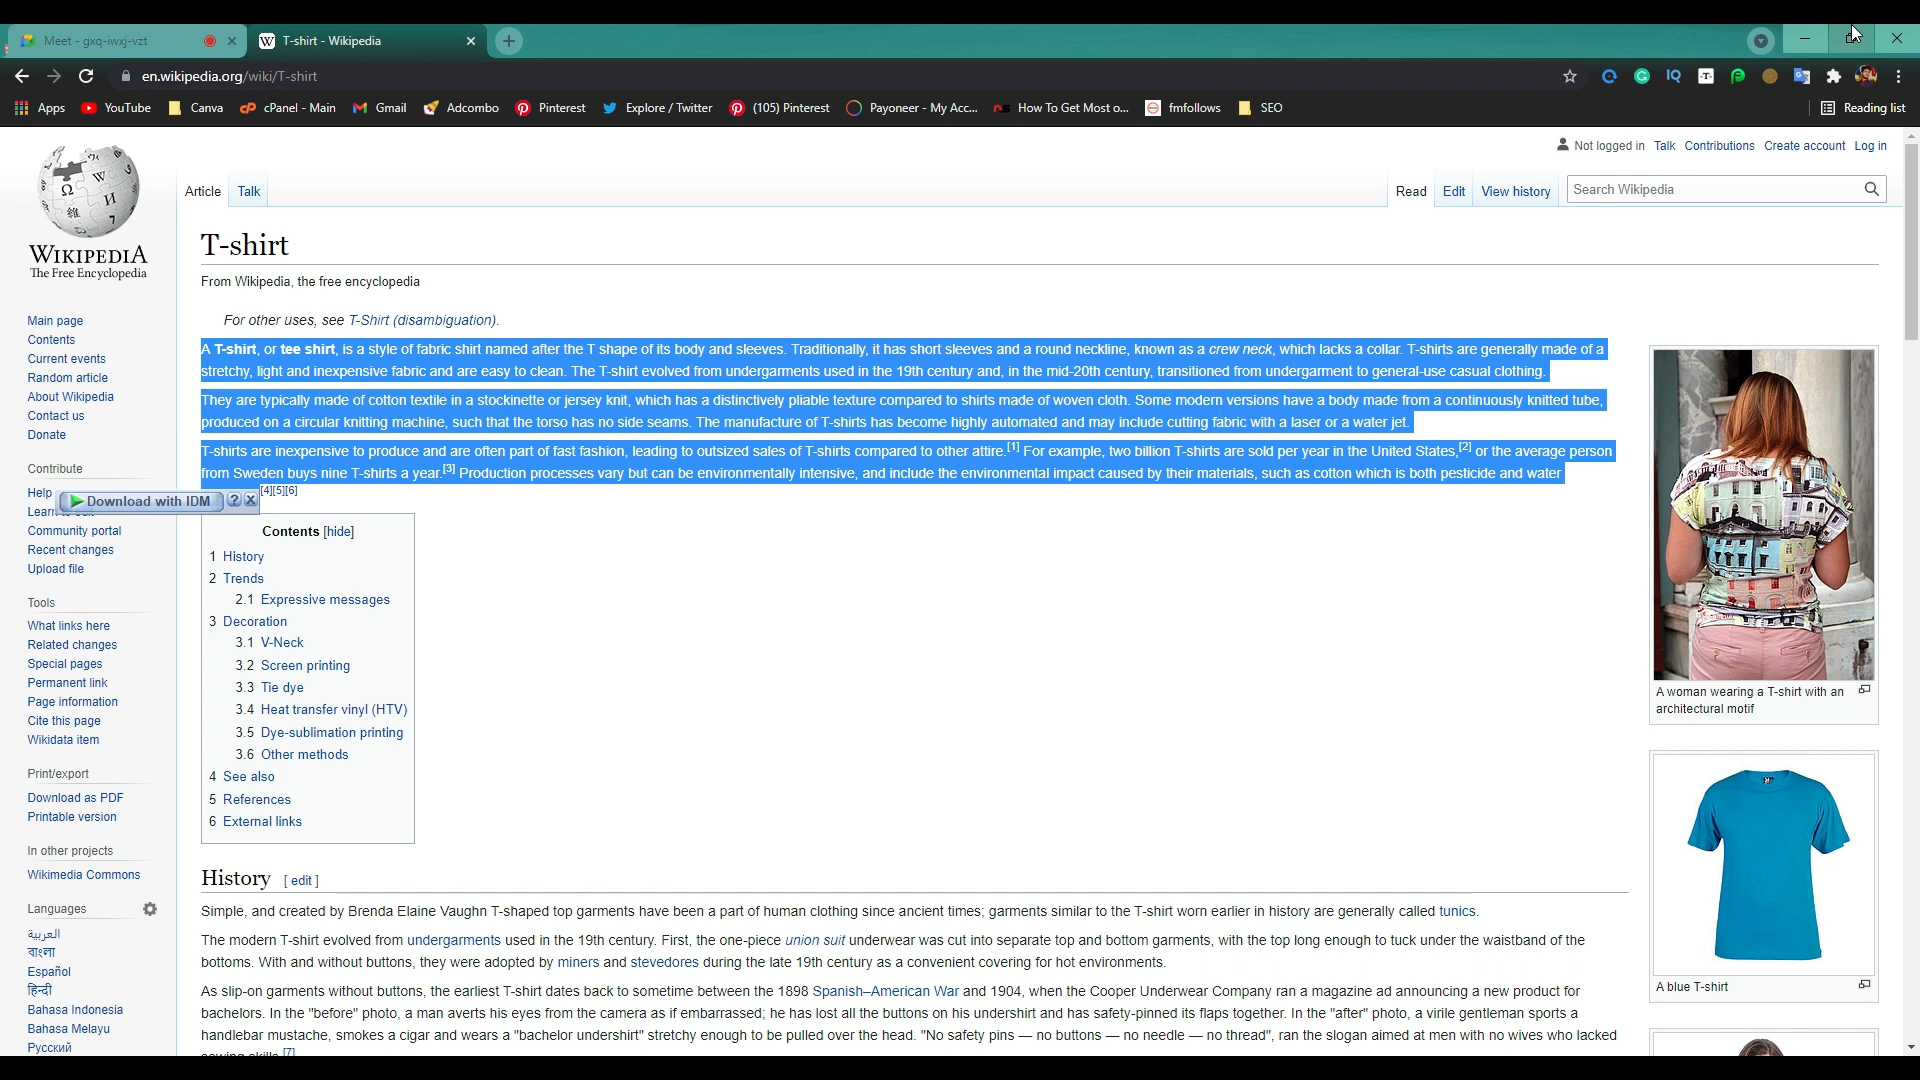 Meet - gxq-iwxj-vzt
T-shirt - Wikipedia
en.wikipedia.org/wiki/T-shirt
Apps YouTube Canva cPanel - Main Gmail Adcombo Pinterest Explore / Twitter (105) Pinterest Payoneer - My Acc... How To Get Most o... fmfollows SEO Reading list
Not logged in Talk Contributions Create account Log in
Article Talk Read Edit View history Search Wikipedia
WIKIPEDIA
The Free Encyclopedia
Main page
Contents
Current events
Random article
About Wikipedia
Contact us
Donate
Contribute
Help
Community portal
Recent changes
Upload file
Tools
What links here
Related changes
Special pages
Permanent link
Page information
Cite this page
Wikidata item
Print/export
Download as PDF
Printable version
In other projects
Wikimedia Commons
Languages
العربية
বাংলা
Español
हिन्दी
Bahasa Indonesia
Bahasa Melayu
Русский
Download with IDM ?
T-shirt
From Wikipedia, the free encyclopedia
For other uses, see T-Shirt (disambiguation).
A T-shirt, or tee shirt, is a style of fabric shirt named after the T shape of its body and sleeves. Traditionally, it has short sleeves and a round neckline, known as a crew neck, which lacks a collar. T-shirts are generally made of a
stretchy, light and inexpensive fabric and are easy to clean. The T-shirt evolved from undergarments used in the 19th century and, in the mid-20th century, transitioned from undergarment to general-use casual clothing.
They are typically made of cotton textile in a stockinette or jersey knit, which has a distinctively pliable texture compared to shirts made of woven cloth. Some modern versions have a body made from a continuously knitted tube,
produced on a circular knitting machine, such that the torso has no side seams. The manufacture of T-shirts has become highly automated and may include cutting fabric with a laser or a water jet.
T-shirts are inexpensive to produce and are often part of fast fashion, leading to outsized sales of T-shirts compared to other attire.[1] For example, two billion T-shirts are sold per year in the United States,[2] or the average person
from Sweden buys nine T-shirts a year.[3] Production processes vary but can be environmentally intensive, and include the environmental impact caused by their materials, such as cotton which is both pesticide and water
[4][5][6]
Contents [hide]
1 History
2 Trends
2.1 Expressive messages
3 Decoration
3.1 V-Neck
3.2 Screen printing
3.3 Tie dye
3.4 Heat transfer vinyl (HTV)
3.5 Dye-sublimation printing
3.6 Other methods
4 See also
5 References
6 External links
History [ edit ]
Simple, and created by Brenda Elaine Vaughn T-shaped top garments have been a part of human clothing since ancient times; garments similar to the T-shirt worn earlier in history are generally called tunics.
The modern T-shirt evolved from undergarments used in the 19th century. First, the one-piece union suit underwear was cut into separate top and bottom garments, with the top long enough to tuck under the waistband of the
bottoms. With and without buttons, they were adopted by miners and stevedores during the late 19th century as a convenient covering for hot environments.
As slip-on garments without buttons, the earliest T-shirt dates back to sometime between the 1898 Spanish–American War and 1904, when the Cooper Underwear Company ran a magazine ad announcing a new product for
bachelors. In the "before" photo, a man averts his eyes from the camera as if embarrassed; he has lost all the buttons on his undershirt and has safety-pinned its flaps together. In the "after" photo, a virile gentleman sports a
handlebar mustache, smokes a cigar and wears a "bachelor undershirt" stretchy enough to be pulled over the head. "No safety pins — no buttons — no needle — no thread", ran the slogan aimed at men with no wives who lacked
[7]
A woman wearing a T-shirt with an
architectural motif
A blue T-shirt